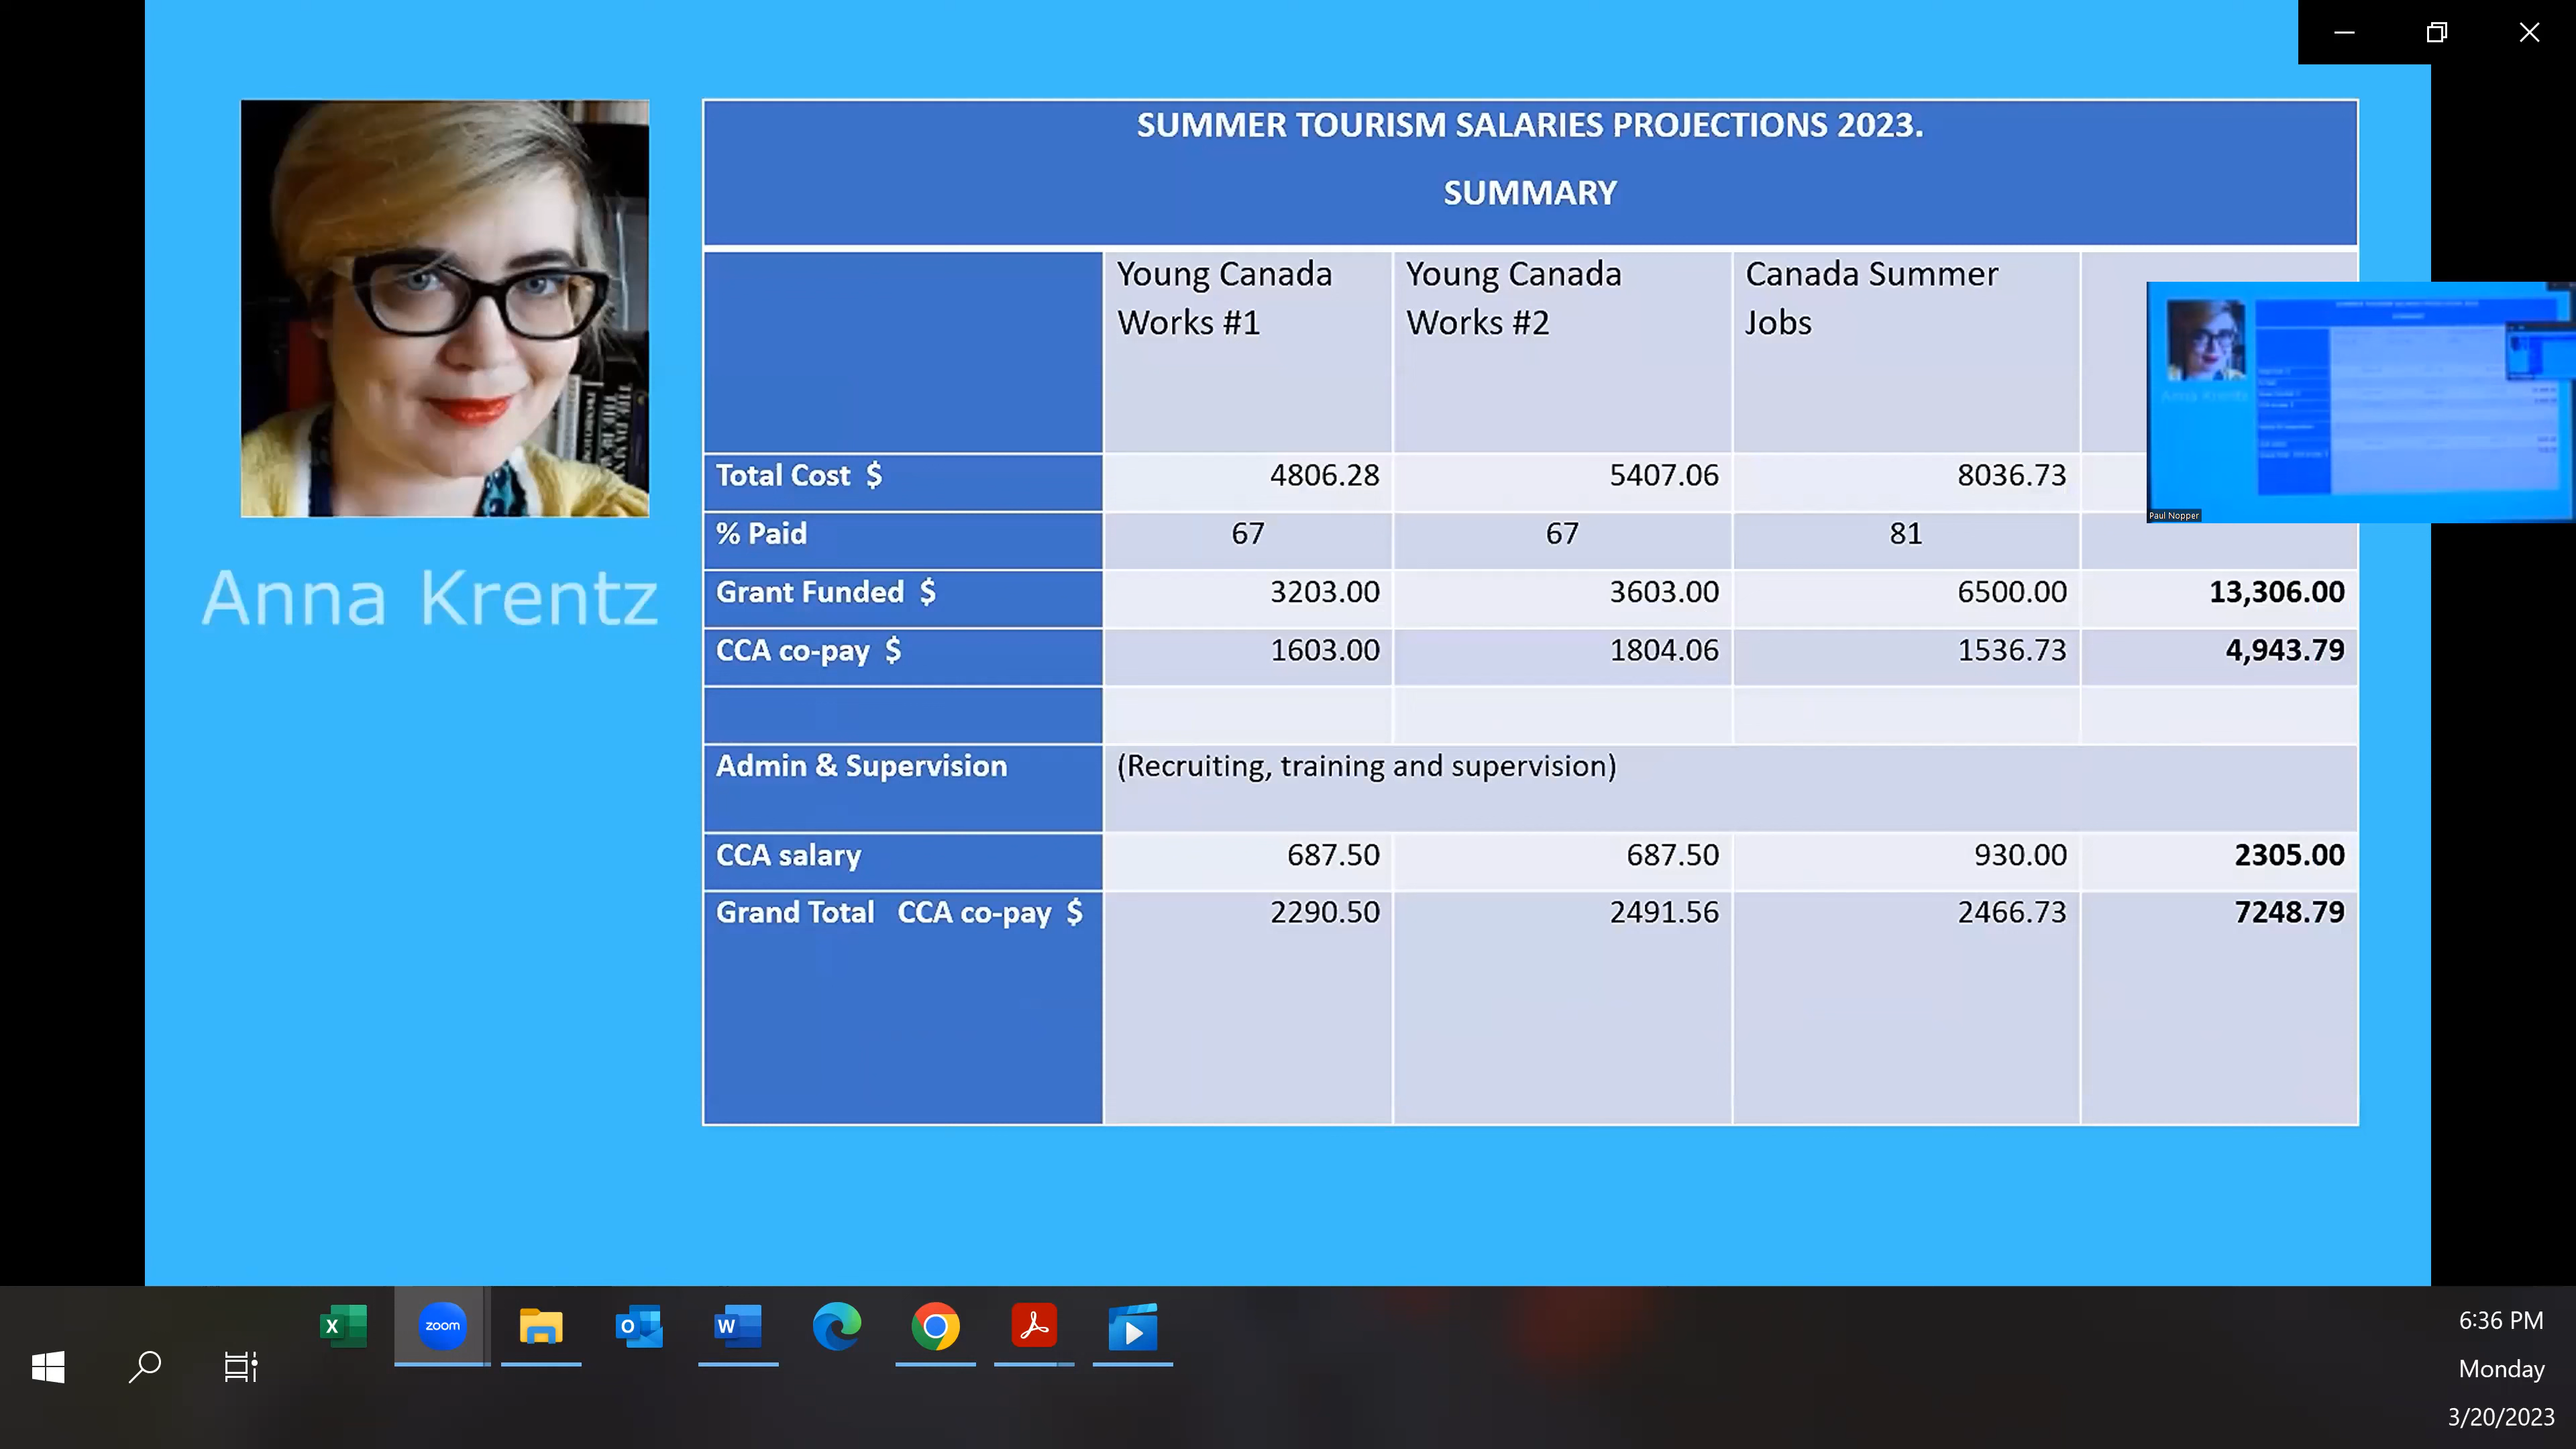 SUMMER TOURISM SALARIES PROJECTIONS 2023.
SUMMARY
Young Canada Works #1 Young Canada Works #2 Canada Summer Jobs
Total Cost $ 4806.28 5407.06 8036.73
% Paid 67 67 81
Grant Funded $ 3203.00 3603.00 6500.00 13,306.00
CCA co-pay $ 1603.00 1804.06 1536.73 4,943.79
Admin & Supervision (Recruiting, training and supervision)
CCA salary 687.50 687.50 930.00 2305.00
Grand Total CCA co-pay $ 2290.50 2491.56 2466.73 7248.79
Anna Krentz
Paul Nopper
X
zoom
O
W
6:36 PM
Monday
3/20/2023